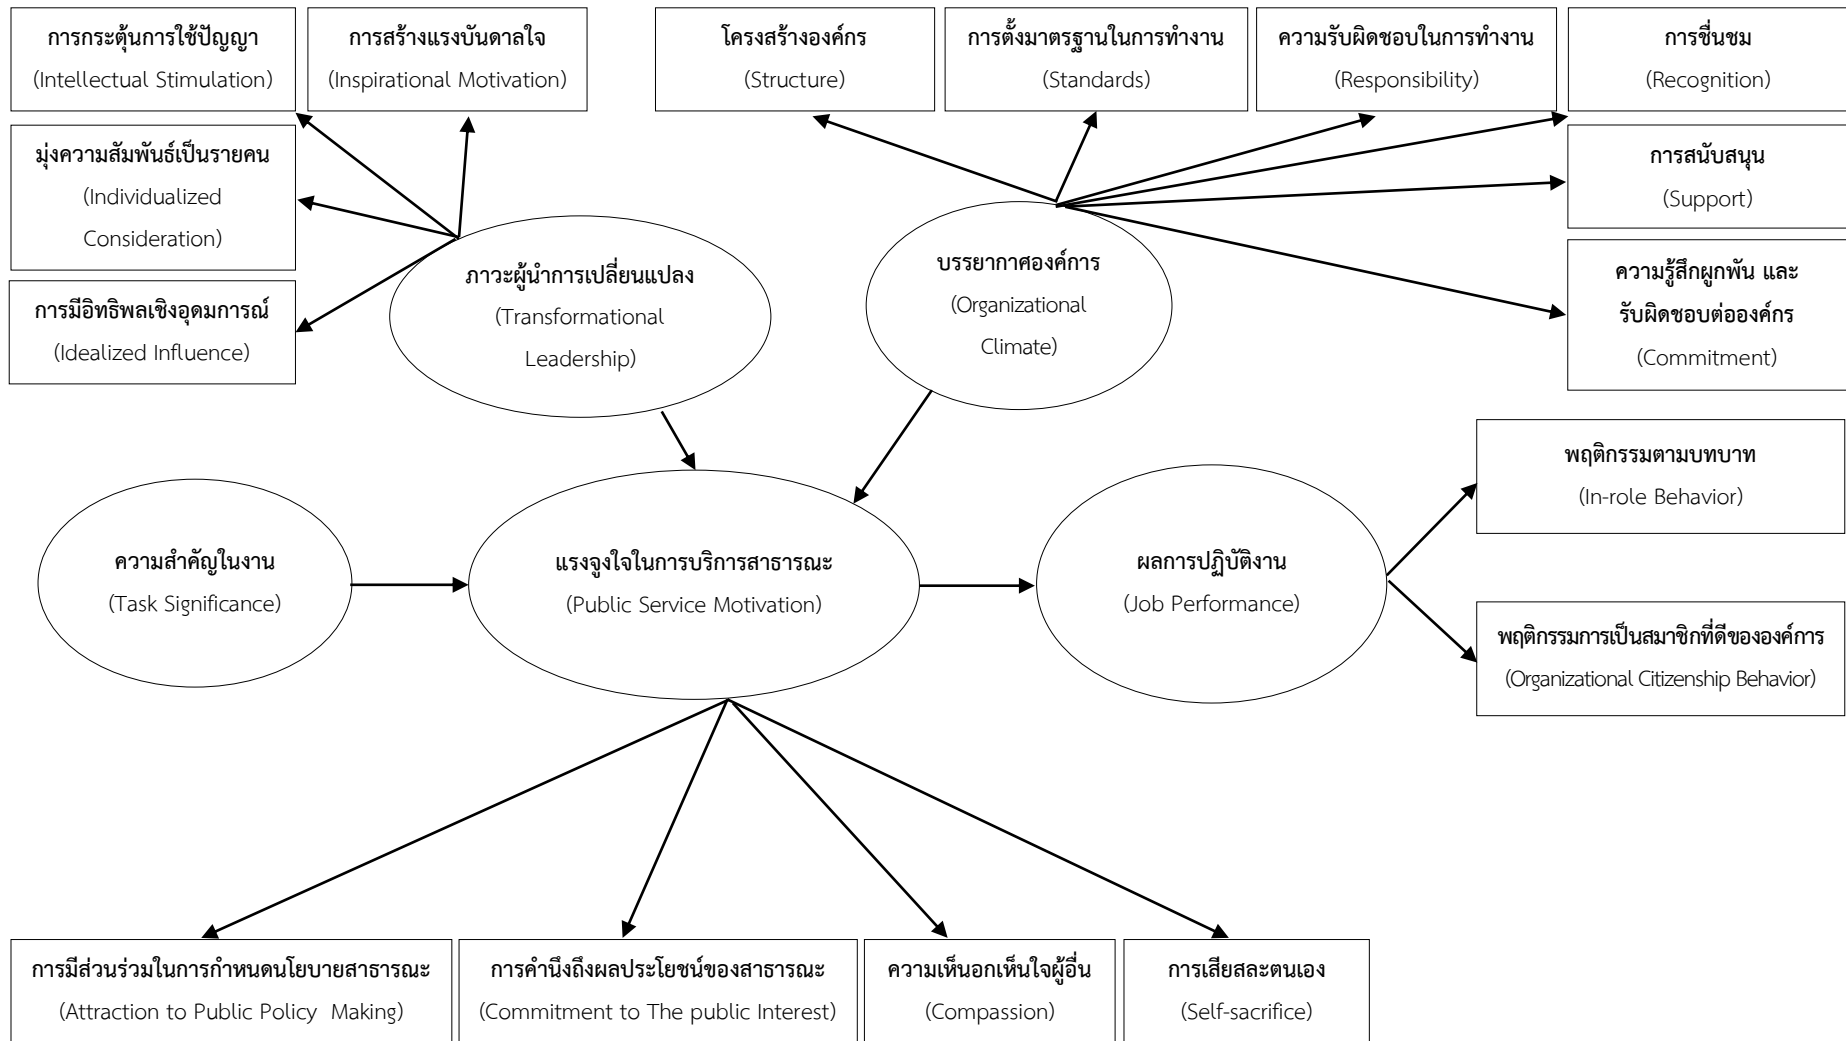 การกระตุ้นการใช้ปัญญา
(Intellectual Stimulation)
การสร้างแรงบันดาลใจ
(Inspirational Motivation)
โครงสร้างองค์กร
(Structure)
การตั้งมาตรฐานในการทำงาน
(Standards)
ความรับผิดชอบในการทำงาน
(Responsibility)
การชื่นชม
(Recognition)
มุ่งความสัมพันธ์เป็นรายคน
(Individualized
Consideration)
การสนับสนุน
(Support)
การมีอิทธิพลเชิงอุดมการณ์
(Idealized Influence)
ภาวะผู้นำการเปลี่ยนแปลง
(Transformational
Leadership)
บรรยากาศองค์การ
(Organizational
Climate)
ความรู้สึกผูกพัน และ
รับผิดชอบต่อองค์กร
(Commitment)
พฤติกรรมตามบทบาท
(In-role Behavior)
ความสำคัญในงาน
(Task Significance)
แรงจูงใจในการบริการสาธารณะ
(Public Service Motivation)
ผลการปฏิบัติงาน
(Job Performance)
พฤติกรรมการเป็นสมาชิกที่ดีขององค์การ
(Organizational Citizenship Behavior)
การมีส่วนร่วมในการกำหนดนโยบายสาธารณะ
(Attraction to Public Policy Making)
การคำนึงถึงผลประโยชน์ของสาธารณะ
(Commitment to The public Interest)
ความเห็นอกเห็นใจผู้อื่น
(Compassion)
การเสียสละตนเอง
(Self-sacrifice)